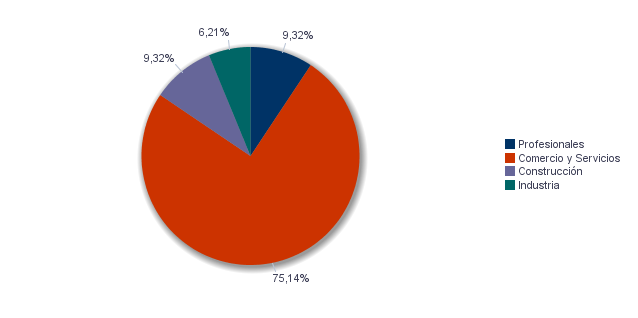 6,21%
9,32%
9,32%
Profesionales
Comercio y Servicios
Construcción
Industria
75,14%